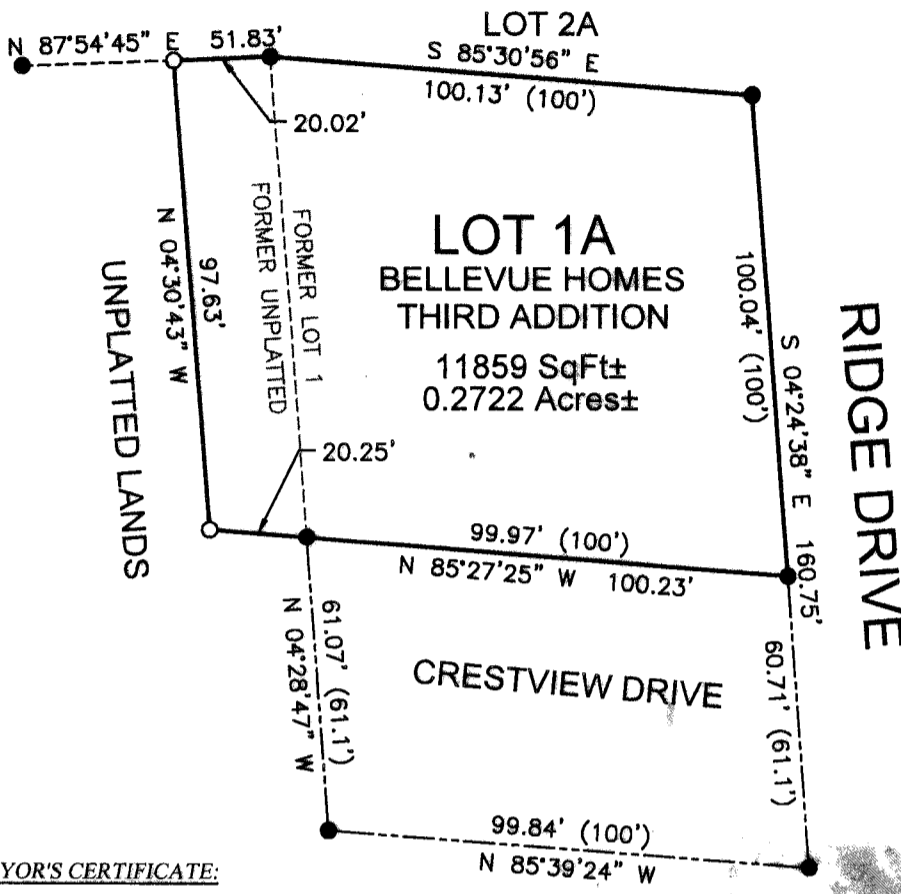 LOT 2A
N 87°54'45" E 51.83'
S 85°30'56" E
100.13' (100')
20.02'
FORMER LOT 1
FORMER UNPLATTED
LOT 1A
BELLEVUE HOMES
THIRD ADDITION
11859 SqFt±
0.2722 Acres±
97.63'
N 04°30'43" W
UNPLATTED LANDS
100.04' (100')
S 04°24'38" E 160.75'
RIDGE DRIVE
20.25'
99.97' (100')
N 85°27'25" W 100.23'
61.07' (61.1')
N 04°28'47" W
CRESTVIEW DRIVE
60.71' (61.1')
99.84' (100')
N 85°39'24" W
YOR'S CERTIFICATE: